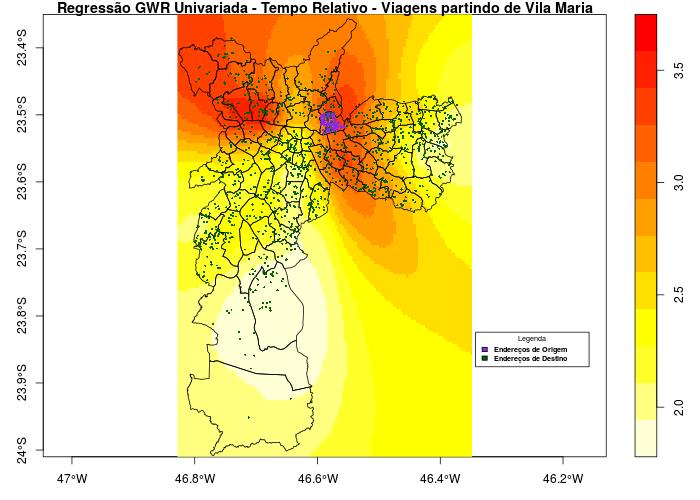 Regressão GWR Univariada - Tempo Relativo - Viagens partindo de Vila Maria
23.4°S
23.5°S
23.6°S
23.7°S
23.8°S
23.9°S
24°S
47°W
46.8°W
46.6°W
46.4°W
46.2°W
Legenda
Endereços de Origem
Endereços de Destino
3.5
3.0
2.5
2.0